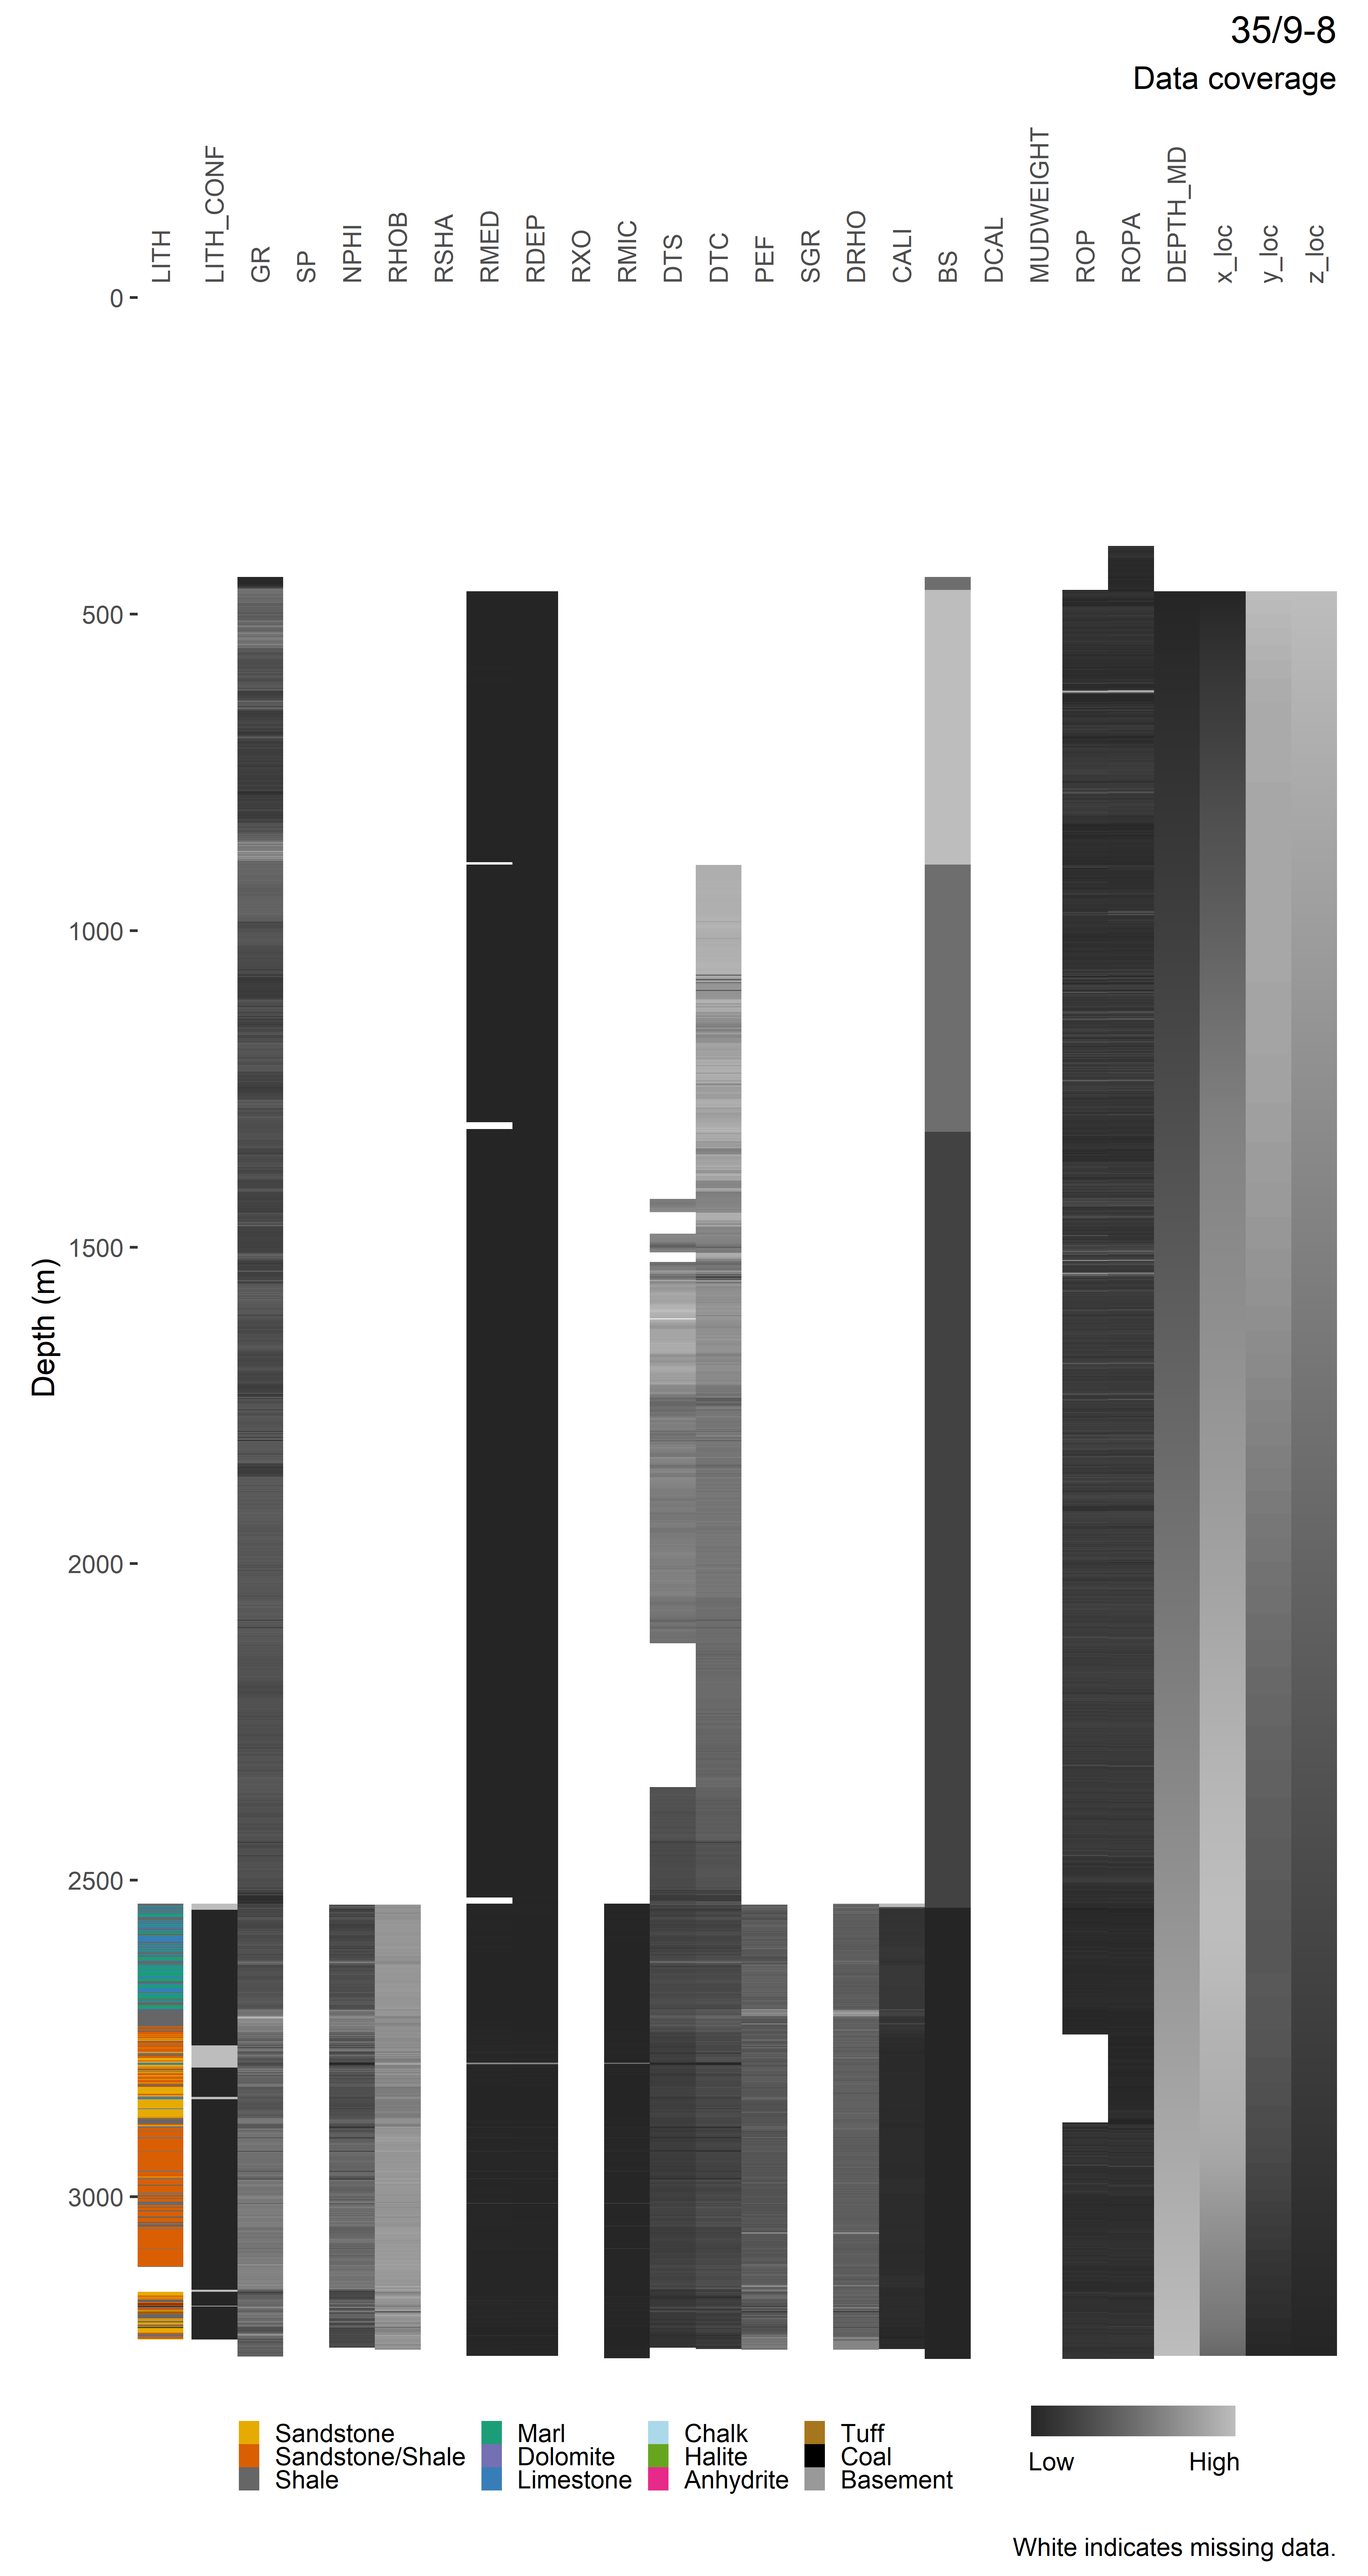 35/9-8
Data coverage
LITH
LITH_CONF
GR
SP
NPHI
RHOB
RSHA
RMED
RDEP
RXO
RMIC
DTS
DTC
PEF
SGR
DRHO
CALI
BS
DCAL
MUDWEIGHT
ROP
ROPA
DEPTH_MD
x_loc
y_loc
z_loc
0
500
1000
1500
2000
2500
3000
Depth (m)
Sandstone
Sandstone/Shale
Shale
Marl
Dolomite
Limestone
Chalk
Halite
Anhydrite
Tuff
Coal
Basement
Low
High
White indicates missing data.